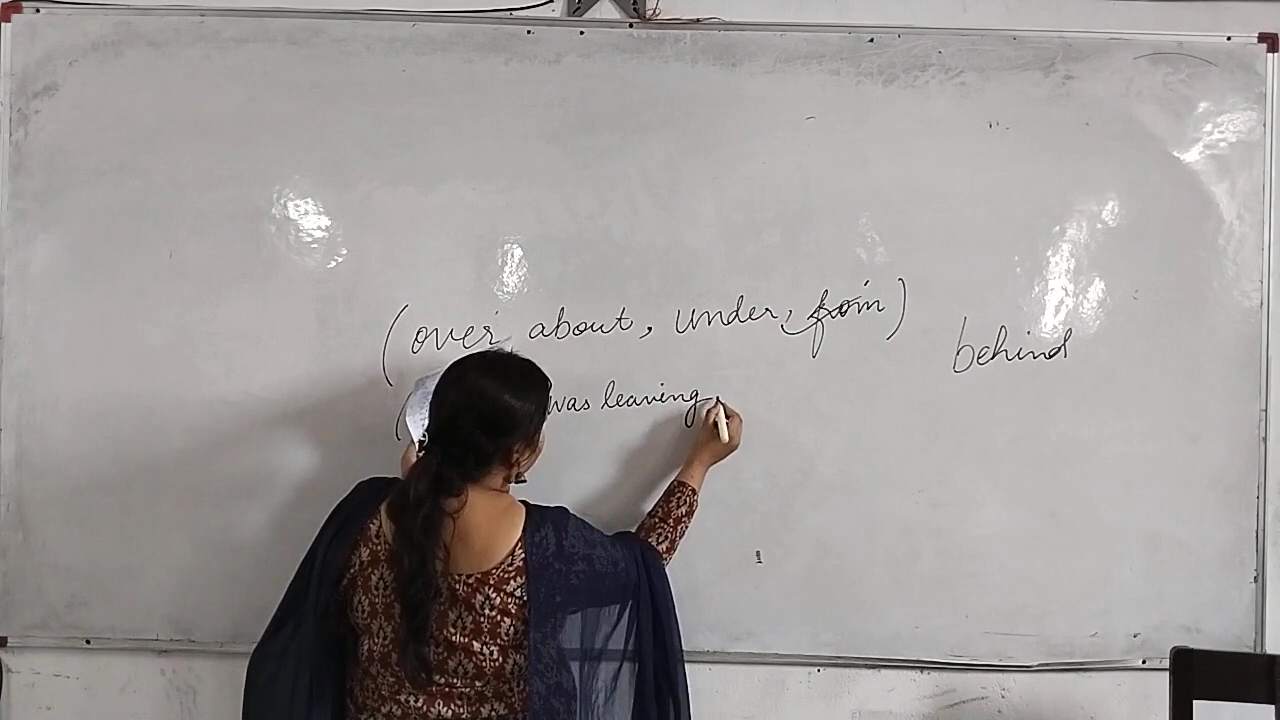 (over, about, under, from) behind
( was leaving